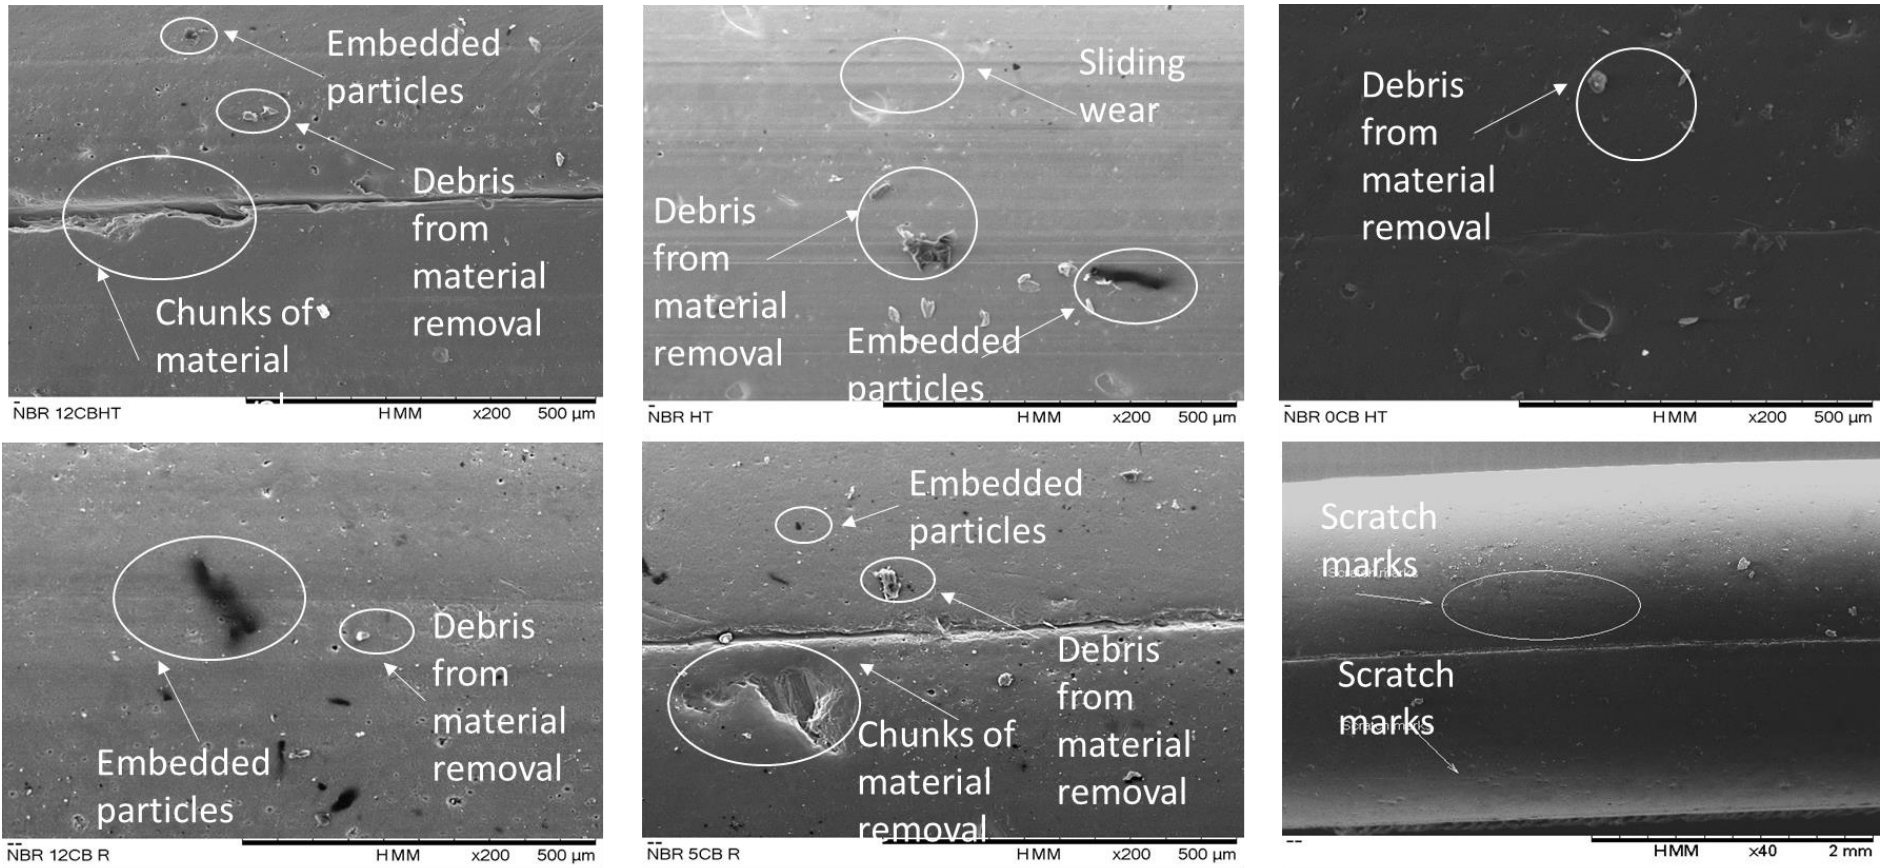 Embedded
particles
Debris
from
material
removal
Chunks of
material
NBR 12CBHT
HMM x200 500 µm
Sliding
wear
Debris
from
material
removal
Embedded
particles
NBR HT
HMM x200 500 µm
Debris
from
material
removal
NBR 0CB HT
HMM x200 500 µm
Embedded
particles
Debris
from
material
removal
NBR 12CB R
HMM x200 500 µm
Embedded
particles
Debris
from
material
removal
Chunks of
material
removal
NBR 5CB R
HMM x200 500 µm
Scratch
marks
Scratch marks
Scratch
marks
Scratch marks
HMM x40 2 mm